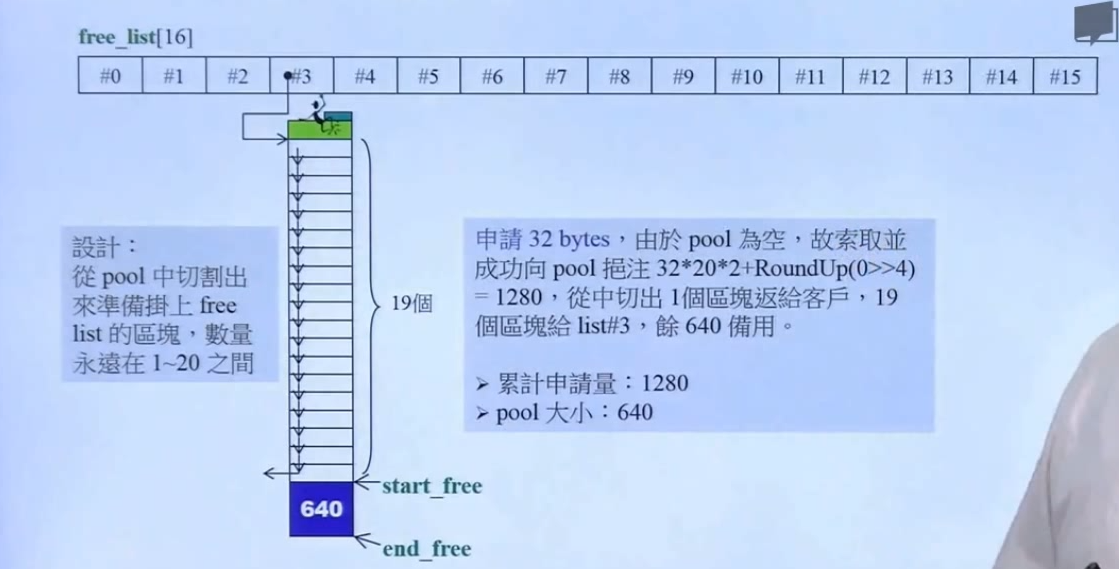 free_list[16]
#0 #1 #2 #3 #4 #5 #6 #7 #8 #9 #10 #11 #12 #13 #14 #15
設計：
從 pool 中切割出
來準備掛上 free
list 的區塊，數量
永遠在 1~20 之間
19個
申請 32 bytes，由於 pool 為空，故索取並
成功向 pool 挹注 32*20*2+RoundUp(0>>4)
= 1280，從中切出 1個區塊返給客戶，19
個區塊給 list#3，餘 640 備用。
➢ 累計申請量：1280
➢ pool 大小：640
start_free
640
end_free